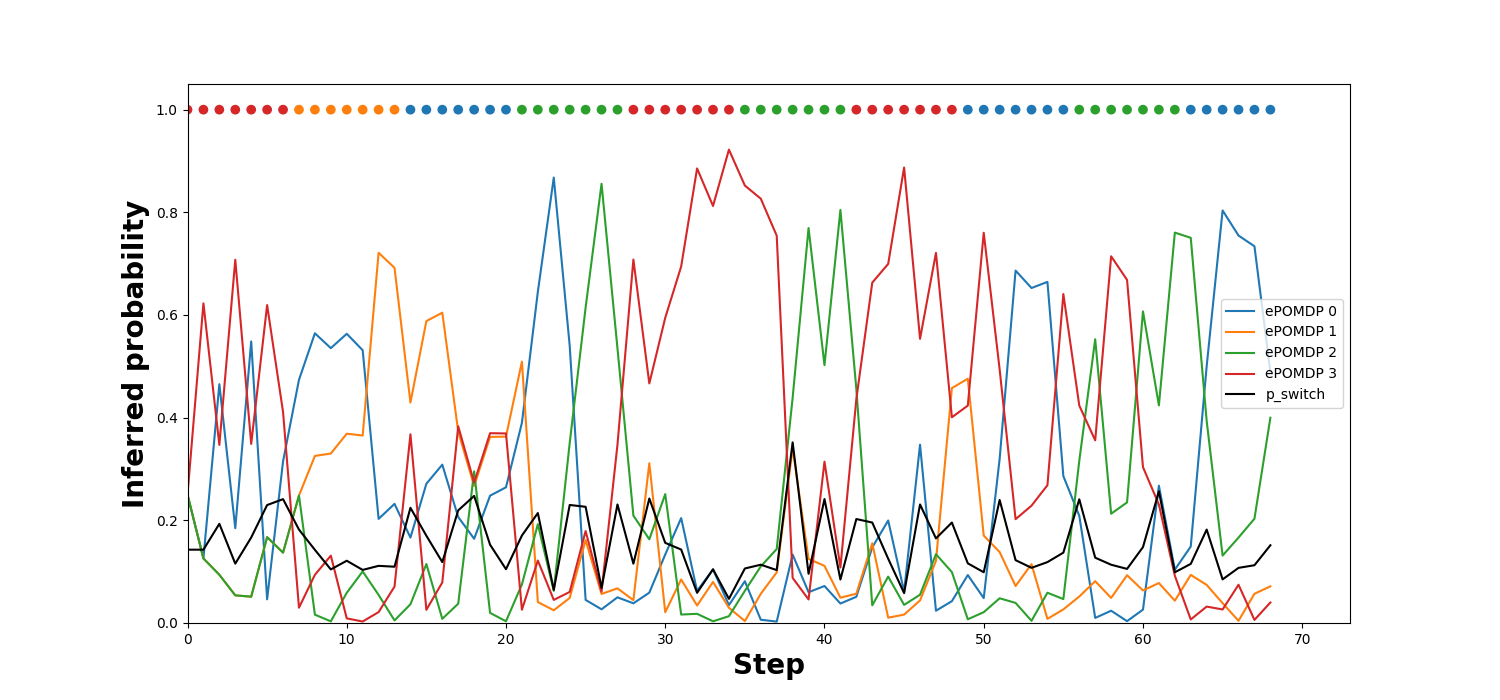 Inferred probability
1.0
0.8
0.6
0.4
0.2
0.0
ePOMDP 0
ePOMDP 1
ePOMDP 2
ePOMDP 3
p_switch
0 10 20 30 40 50 60 70
Step